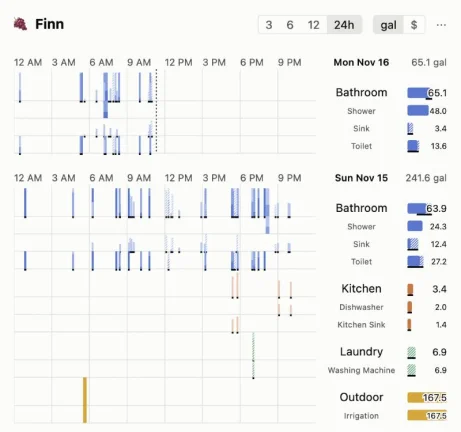 Finn
3 6 12 24h gal $ ...
12 AM 3 AM 6 AM 9 AM 12 PM 3 PM 6 PM 9 PM Mon Nov 16 65.1 gal
Bathroom 65.1
Shower 48.0
Sink 3.4
Toilet 13.6
12 AM 3 AM 6 AM 9 AM 12 PM 3 PM 6 PM 9 PM Sun Nov 15 241.6 gal
Bathroom 63.9
Shower 24.3
Sink 12.4
Toilet 27.2
Kitchen 3.4
Dishwasher 2.0
Kitchen Sink 1.4
Laundry 6.9
Washing Machine 6.9
Outdoor 167.5
Irrigation 167.5